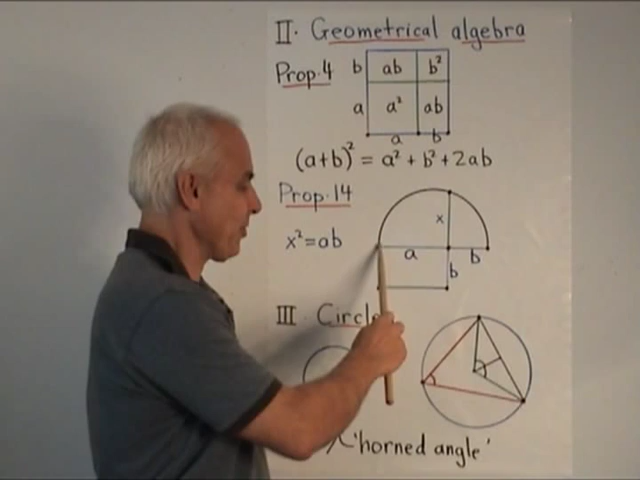 II. Geometrical algebra
Prop.4
b ab b²
a a² ab
a b
(a+b)² = a² + b² + 2ab
Prop.14
x
x²=ab
a b
b
III Circle
'horned angle'